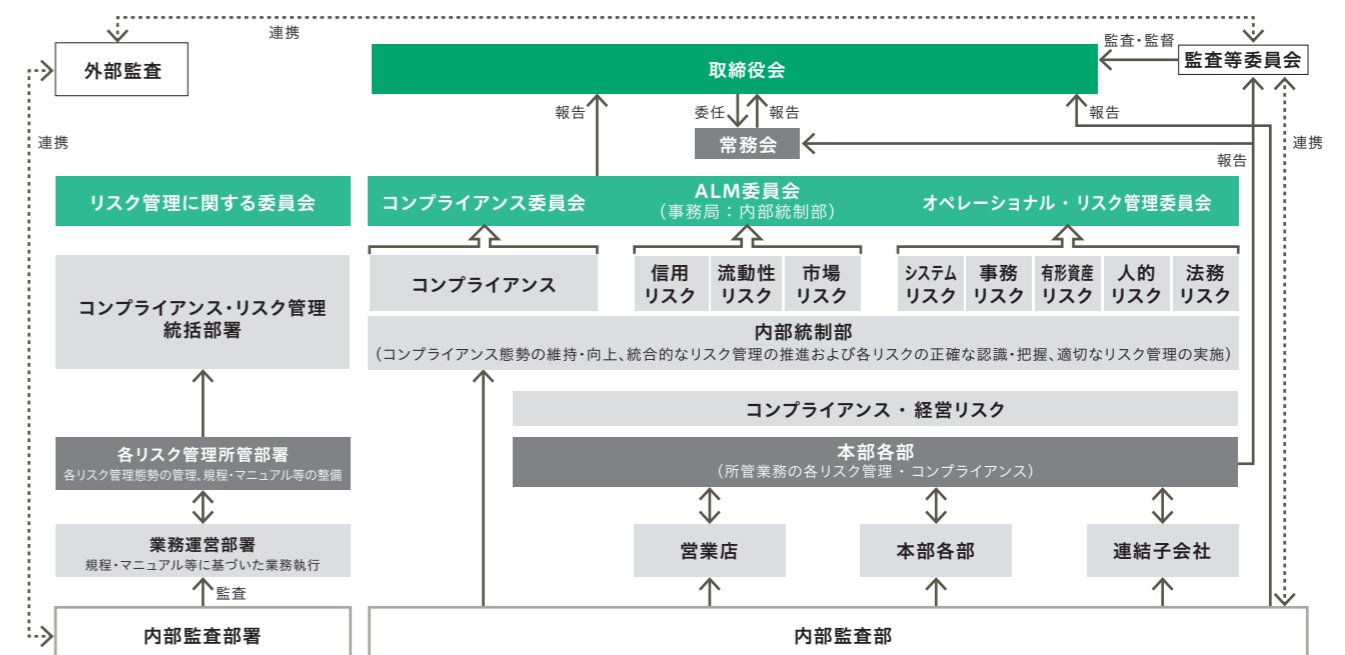 連携
外部監査
取締役会
監査・監督
監査等委員会
報告
委任
報告
報告
連携
常務会
連携
報告
リスク管理に関する委員会
コンプライアンス委員会
ALM委員会
（事務局：内部統制部）
オペレーショナル・リスク管理委員会
コンプライアンス・リスク管理
統括部署
コンプライアンス
信用
リスク
流動性
リスク
市場
リスク
システム
リスク
事務
リスク
有形資産
リスク
人的
リスク
法務
リスク
内部統制部
（コンプライアンス態勢の維持・向上、統合的なリスク管理の推進および各リスクの正確な認識・把握、適切なリスク管理の実施）
コンプライアンス・経営リスク
各リスク管理所管部署
各リスク管理態勢の管理、規程・マニュアル等の整備
本部各部
（所管業務の各リスク管理・コンプライアンス）
業務運営部署
規程・マニュアル等に基づいた業務執行
営業店
本部各部
連結子会社
監査
内部監査部署
内部監査部